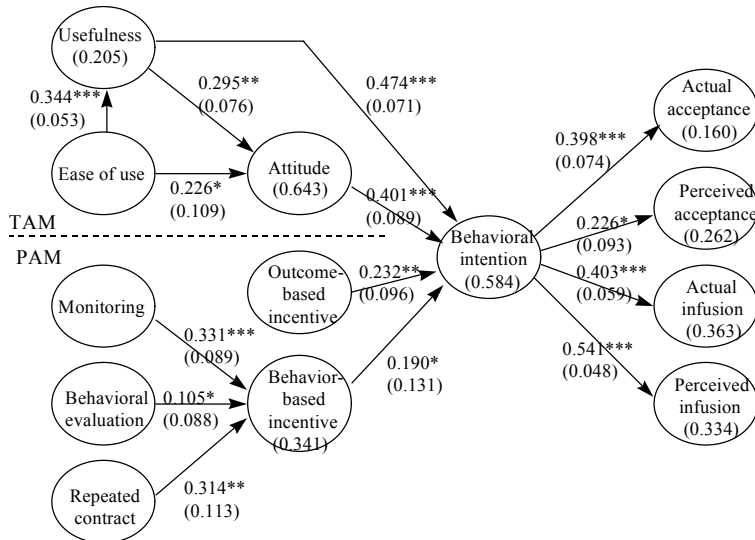 Usefulness
(0.205)
0.344***
(0.053)
0.295**
(0.076)
0.474***
(0.071)
Ease of use
0.226*
(0.109)
Attitude
(0.643)
0.401***
(0.089)
TAM
PAM
Monitoring
Outcome-
based
incentive
0.232**
(0.096)
Behavioral
intention
(0.584)
0.331***
(0.089)
Behavioral
evaluation
0.105*
(0.088)
Behavior-
based
incentive
(0.341)
0.190*
(0.131)
Repeated
contract
0.314**
(0.113)
0.398***
(0.074)
Actual
acceptance
(0.160)
0.226*
(0.093)
Perceived
acceptance
(0.262)
0.403***
(0.059)
Actual
infusion
(0.363)
0.541***
(0.048)
Perceived
infusion
(0.334)